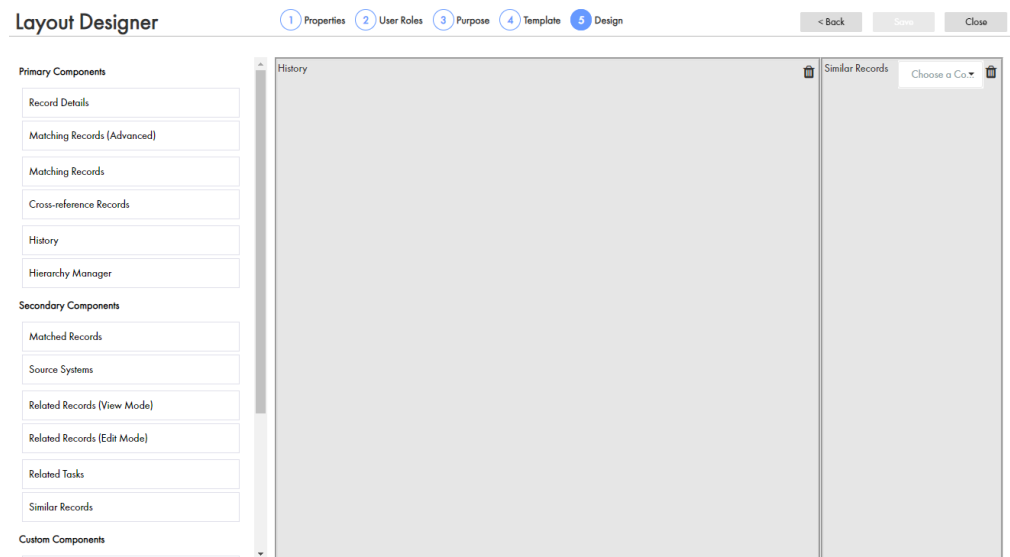 Layout Designer
1 Properties 2 User Roles 3 Purpose 4 Template 5 Design
< Back Save Close
Primary Components
Record Details
Matching Records (Advanced)
Matching Records
Cross-reference Records
History
Hierarchy Manager
Secondary Components
Matched Records
Source Systems
Related Records (View Mode)
Related Records (Edit Mode)
Related Tasks
Similar Records
Custom Components
History
Similar Records
Choose a Co...